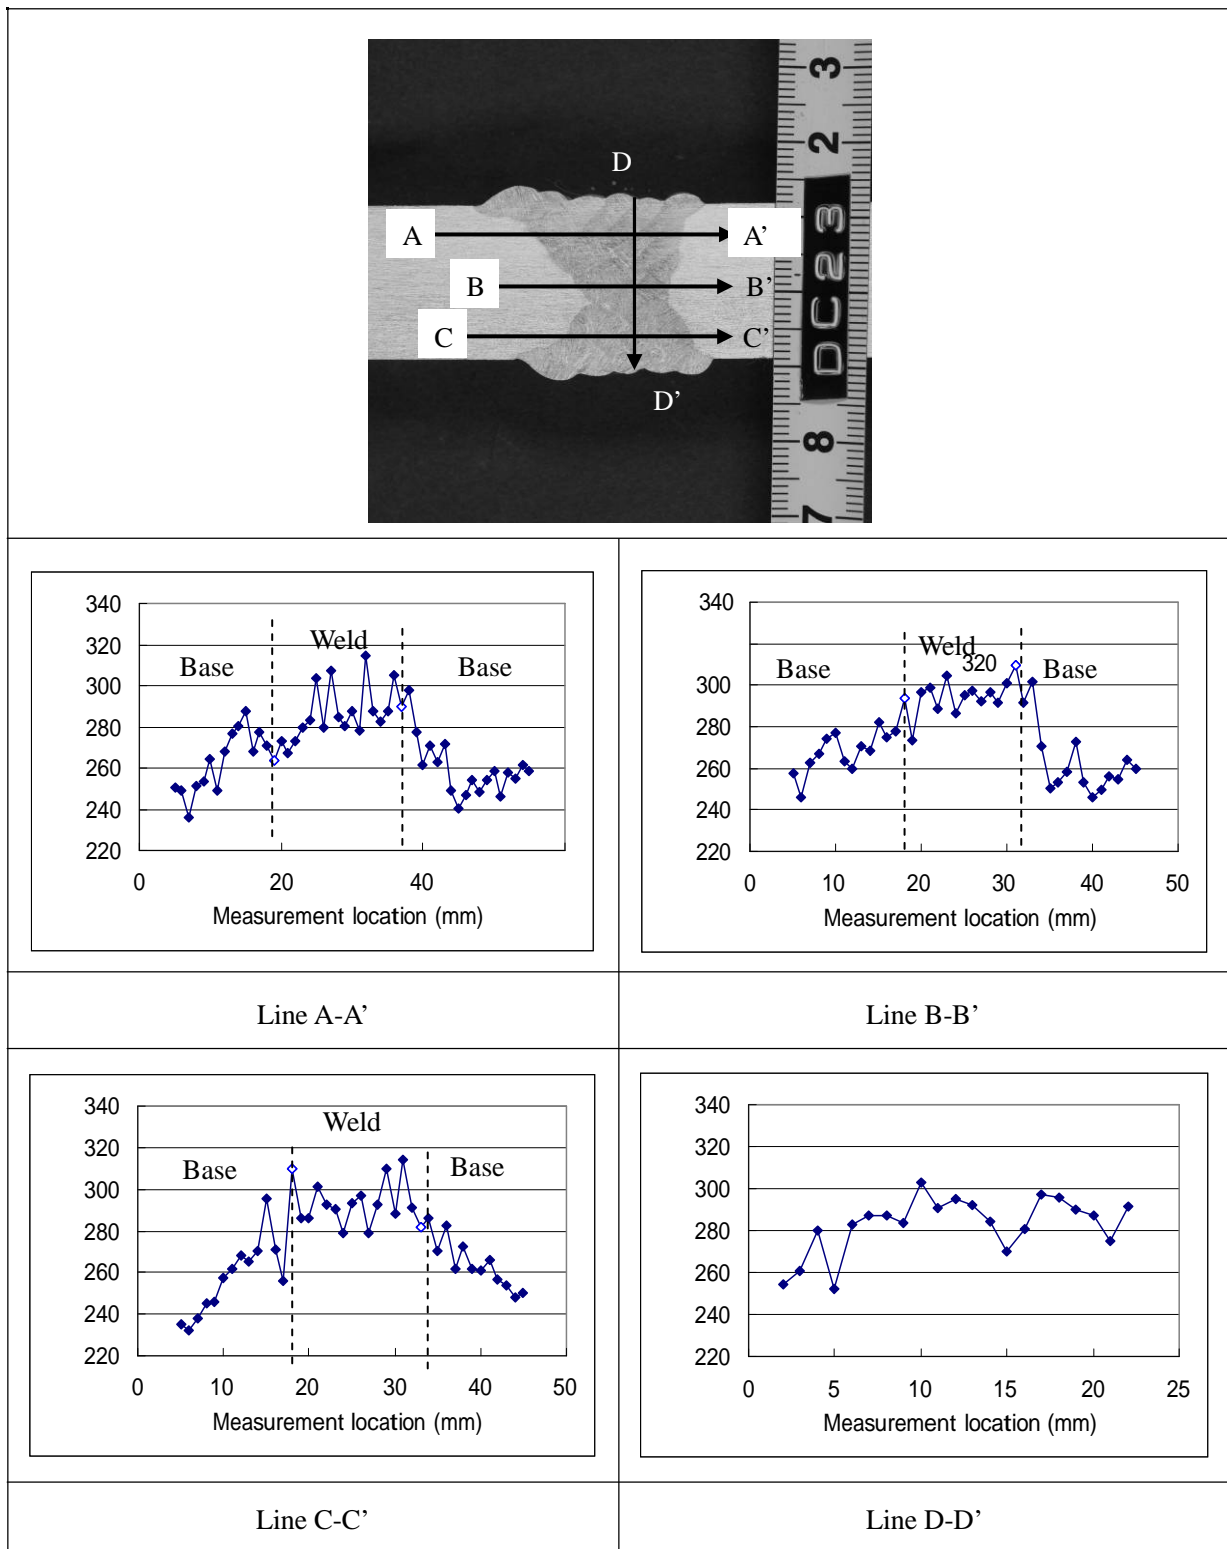 3
2
D
A
A’
DC23
B
B’
C
C’
D’
8
7
340
320
300
280
260
240
220
Base
Weld
Base
0
20
40
Measurement location (mm)
340
320
300
280
260
240
220
Base
Weld
Base
0
10
20
30
40
50
Measurement location (mm)
Line A-A’
Line B-B’
340
320
300
280
260
240
220
Base
Weld
Base
0
10
20
30
40
50
Measurement location (mm)
340
320
300
280
260
240
220
0
5
10
15
20
25
Measurement location (mm)
Line C-C’
Line D-D’